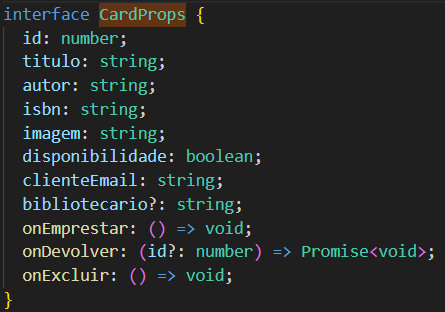 interface CardProps {
  id: number;
  titulo: string;
  autor: string;
  isbn: string;
  imagem: string;
  disponibilidade: boolean;
  clienteEmail: string;
  bibliotecario?: string;
  onEmprestar: () => void;
  onDevolver: (id?: number) => Promise<void>;
  onExcluir: () => void;
}